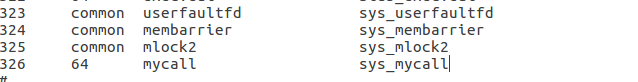 323 common userfaultfd sys_userfaultfd
324 common membarrier sys_membarrier
325 common mlock2 sys_mlock2
326 64 mycall sys_mycall
#